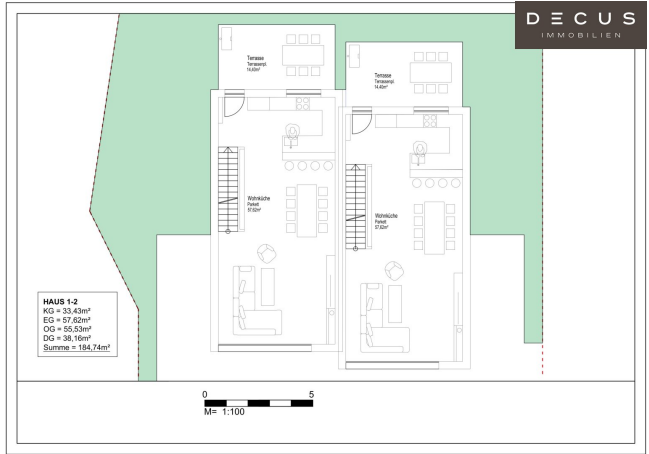 DECUS
IMMOBILIEN
Terrasse
Terrassenpl.
14,40m²
Terrasse
Terrassenpl.
14,40m²
Wohnküche
Parkett
57,62m²
Wohnküche
Parkett
57,62m²
HAUS 1-2
KG = 33,43m²
EG = 57,62m²
OG = 55,53m²
DG = 38,16m²
Summe = 184,74m²
0 5
M= 1:100